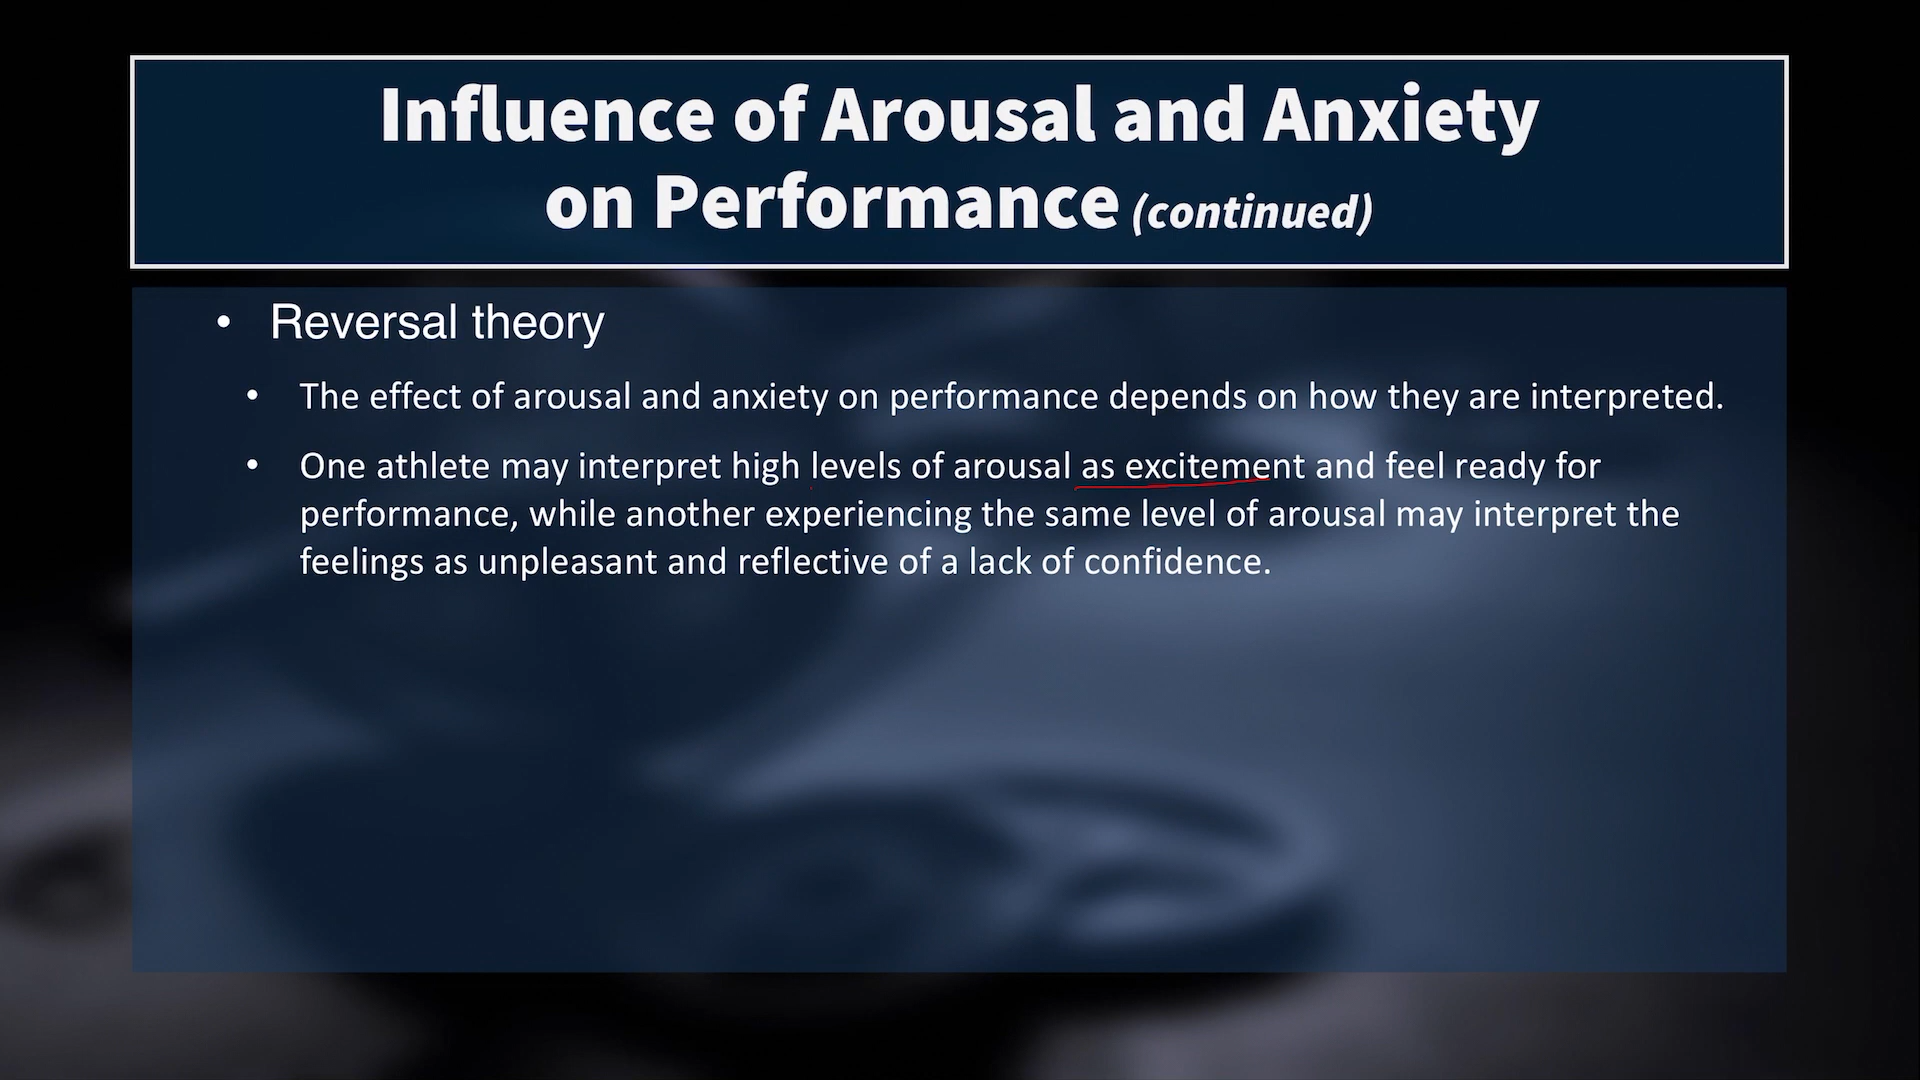 Influence of Arousal and Anxiety
on Performance (continued)
• Reversal theory
• The effect of arousal and anxiety on performance depends on how they are interpreted.
• One athlete may interpret high levels of arousal as excitement and feel ready for
performance, while another experiencing the same level of arousal may interpret the
feelings as unpleasant and reflective of a lack of confidence.